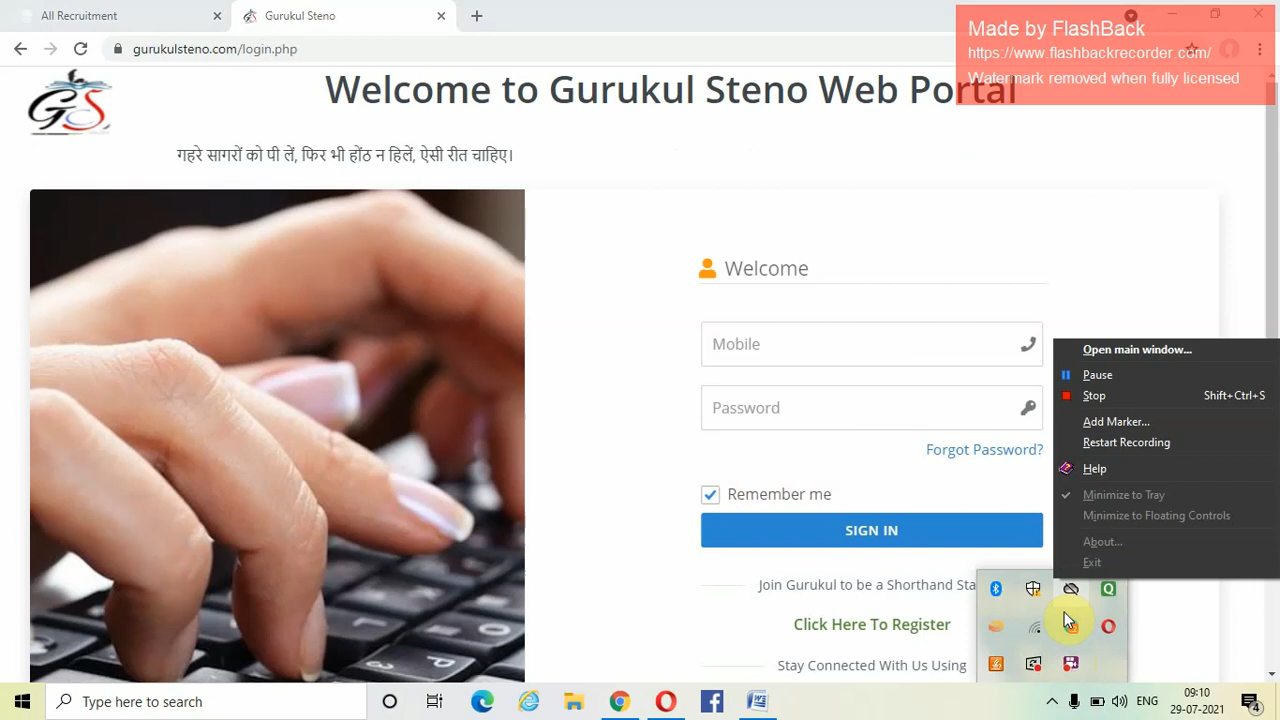 All Recruitment
Gurukul Steno
Made by FlashBack
gurukulsteno.com/login.php
https://www.flashbackrecorder.com/
Watermark removed when fully licensed
GS
Welcome to Gurukul Steno Web Portal
गहरे सागरों को पी लें, फिर भी होंठ न हिलें, ऐसी रीत चाहिए।
Welcome
Mobile
Password
Forgot Password?
Remember me
SIGN IN
Join Gurukul to be a Shorthand Sta
Click Here To Register
Stay Connected With Us Using
Open main window...
Pause
Stop Shift+Ctrl+S
Add Marker...
Restart Recording
Help
Minimize to Tray
Minimize to Floating Controls
About...
Exit
Type here to search
ENG
09:10
29-07-2021
4